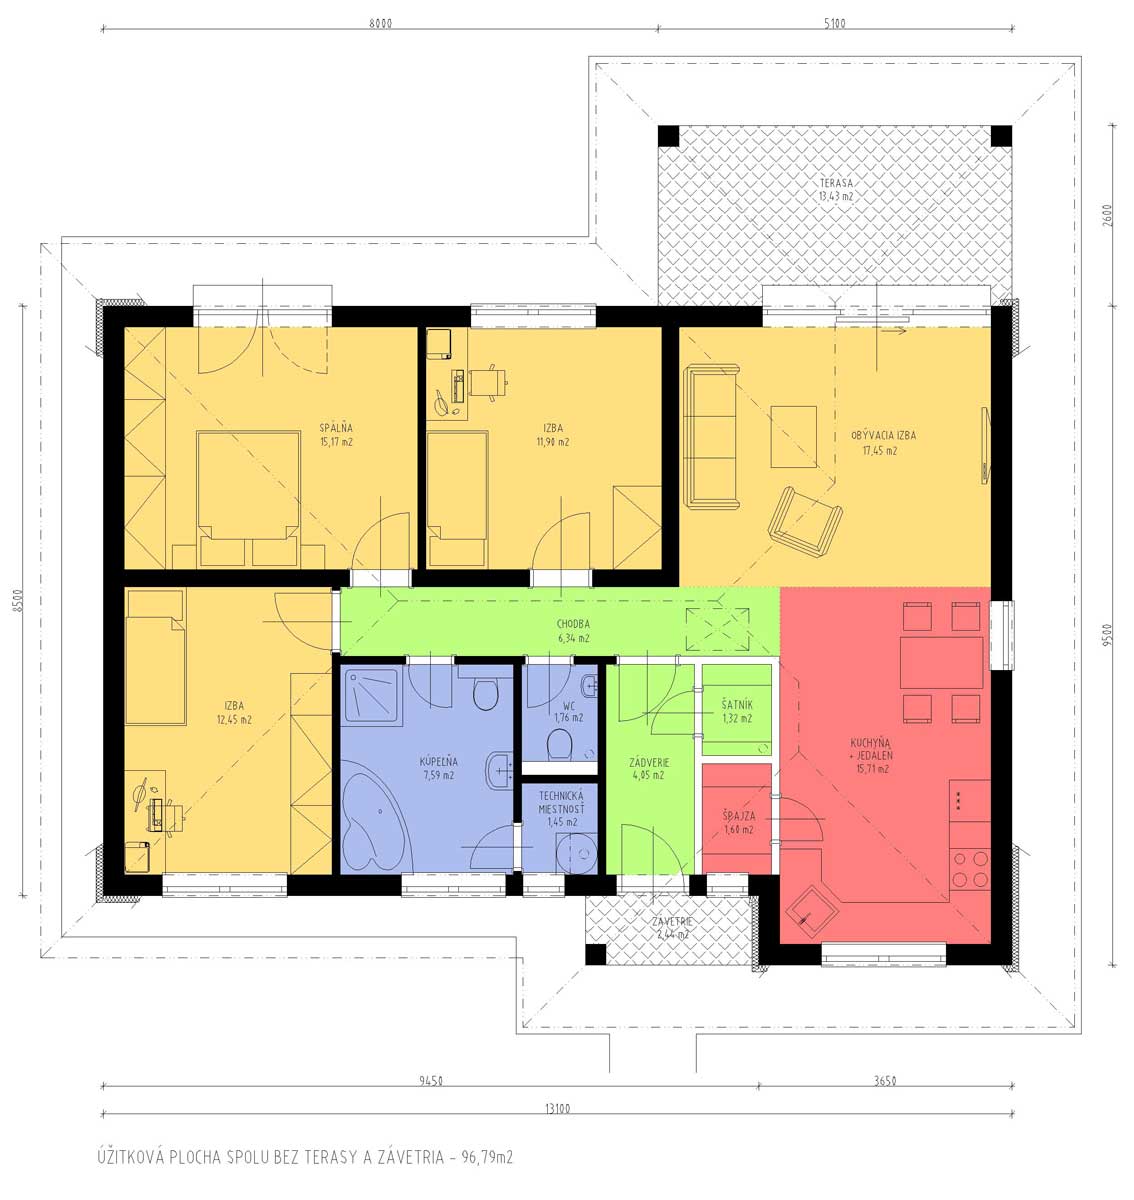 8000
5100
TERASA
13,43 m2
2600
SPÁLŇA
15,17 m2
IZBA
11,90 m2
OBÝVACIA IZBA
17,45 m2
8500
9500
CHODBA
6,34 m2
IZBA
12,45 m2
WC
1,76 m2
ŠATNÍK
1,32 m2
KÚPEĽŇA
7,59 m2
ZÁDVERIE
4,05 m2
KUCHYŇA
+ JEDALEŇ
15,71 m2
TECHNICKÁ
MIESTNOSŤ
1,45 m2
ŠPAJZA
1,60 m2
ZÁVETRIE
2,44 m2
9450
3650
13100
ÚŽITKOVÁ PLOCHA SPOLU BEZ TERASY A ZÁVETRIA - 96,79m2